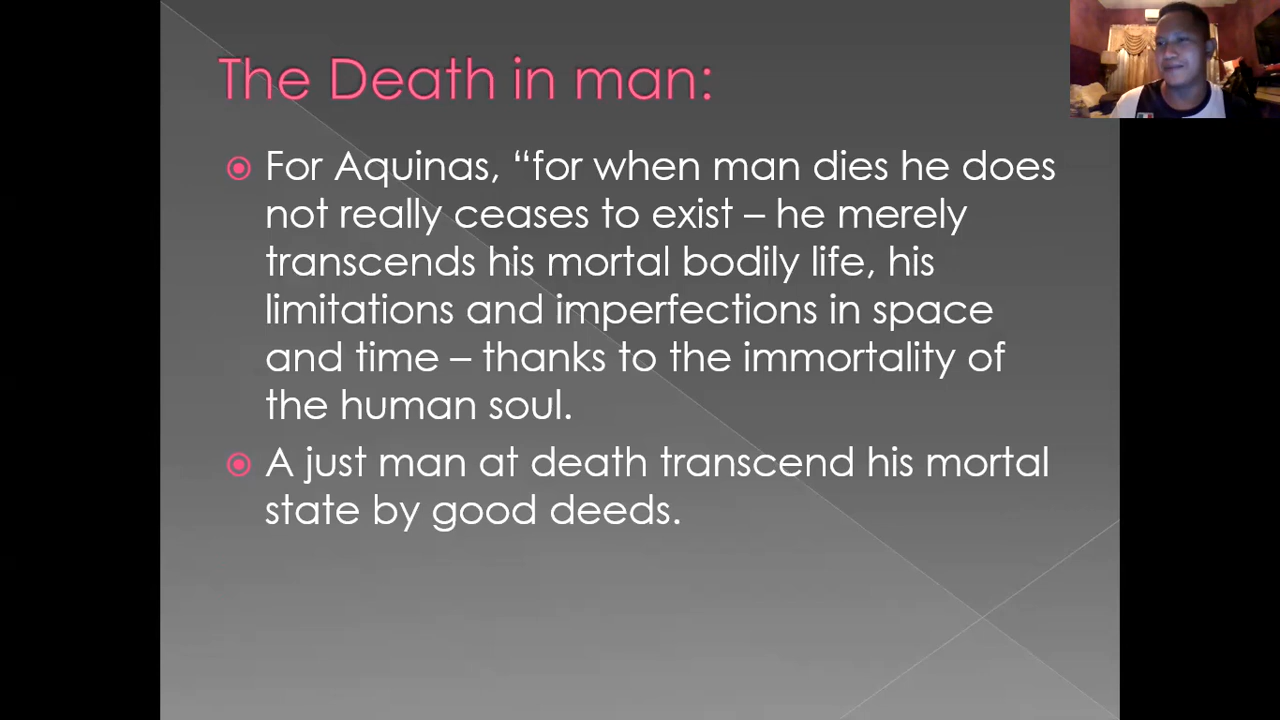 The Death in man:
For Aquinas, “for when man dies he does
not really ceases to exist – he merely
transcends his mortal bodily life, his
limitations and imperfections in space
and time – thanks to the immortality of
the human soul.
A just man at death transcend his mortal
state by good deeds.